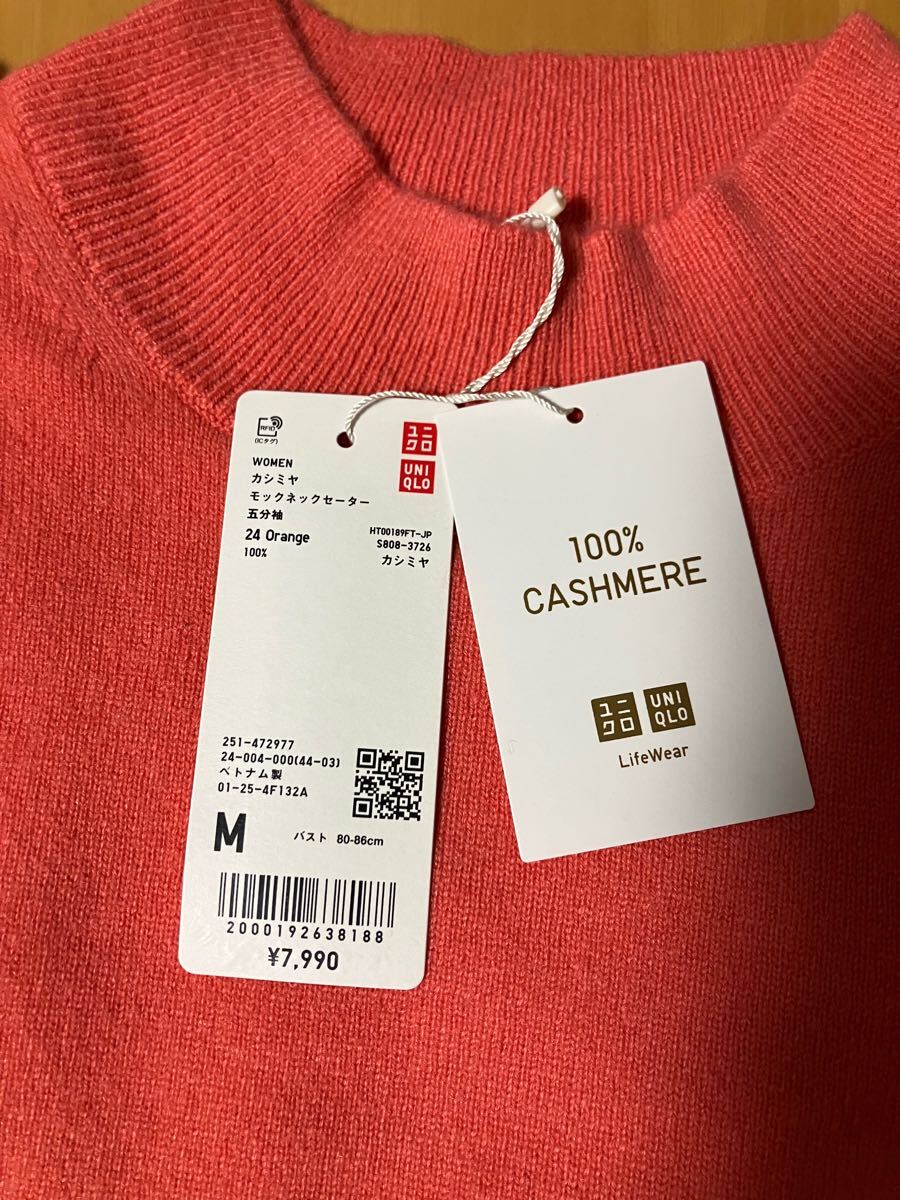 RFID
(ICタグ)
ユニ
クロ
UNI
QLO
WOMEN
カシミヤ
モックネックセーター
五分袖
24 Orange
100%
HT00189FT-JP
S808-3726
カシミヤ
251-472977
24-004-000(44-03)
ベトナム製
01-25-4F132A
M バスト 80-86cm
2000192638188
¥7,990
100%
CASHMERE
ユニ
クロ
UNI
QLO
LifeWear